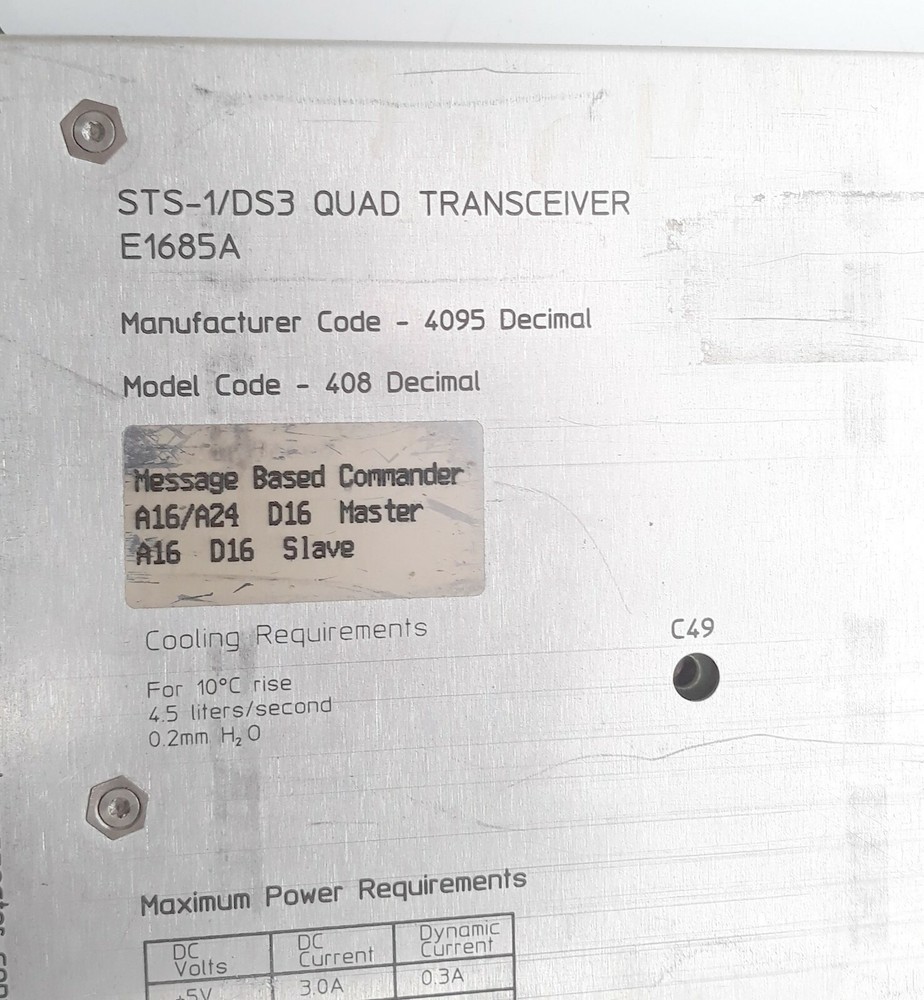 STS-1/DS3 QUAD TRANSCEIVER
E1685A
Manufacturer Code - 4095 Decimal
Model Code - 408 Decimal
Message Based Commander
A16/A24 D16 Master
A16 D16 Slave
Cooling Requirements
C49
For 10°C rise
4.5 liters/second
0.2mm H₂O
Maximum Power Requirements
DC Volts
DC Current
Dynamic Current
+5V 3.0A 0.3A